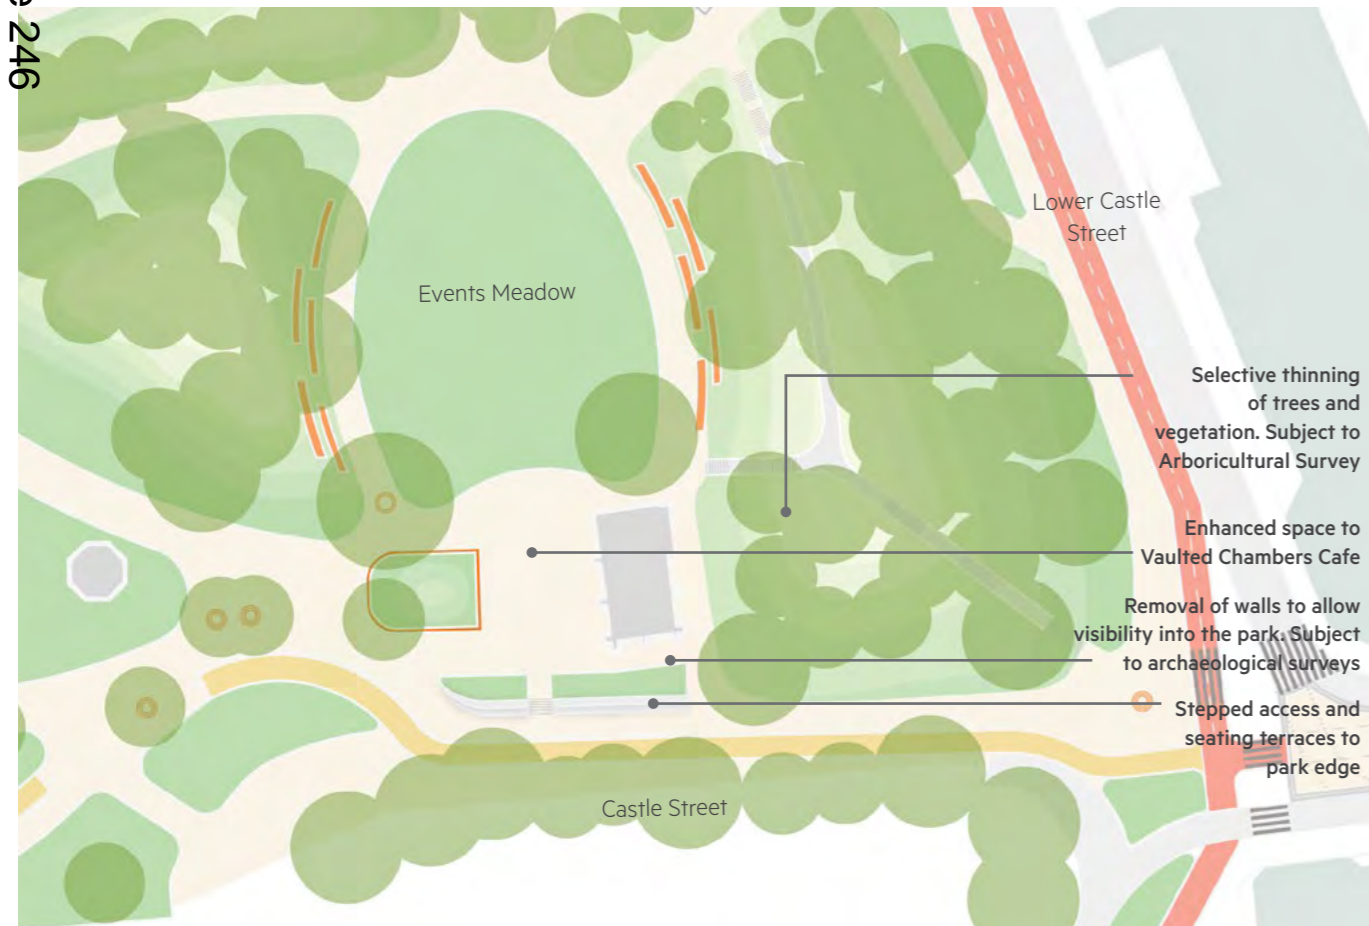 e 246
Lower Castle
Street
Events Meadow
Selective thinning
of trees and
vegetation. Subject to
Arboricultural Survey
Enhanced space to
Vaulted Chambers Cafe
Removal of walls to allow
visibility into the park. Subject
to archaeological surveys
Stepped access and
seating terraces to
park edge
Castle Street